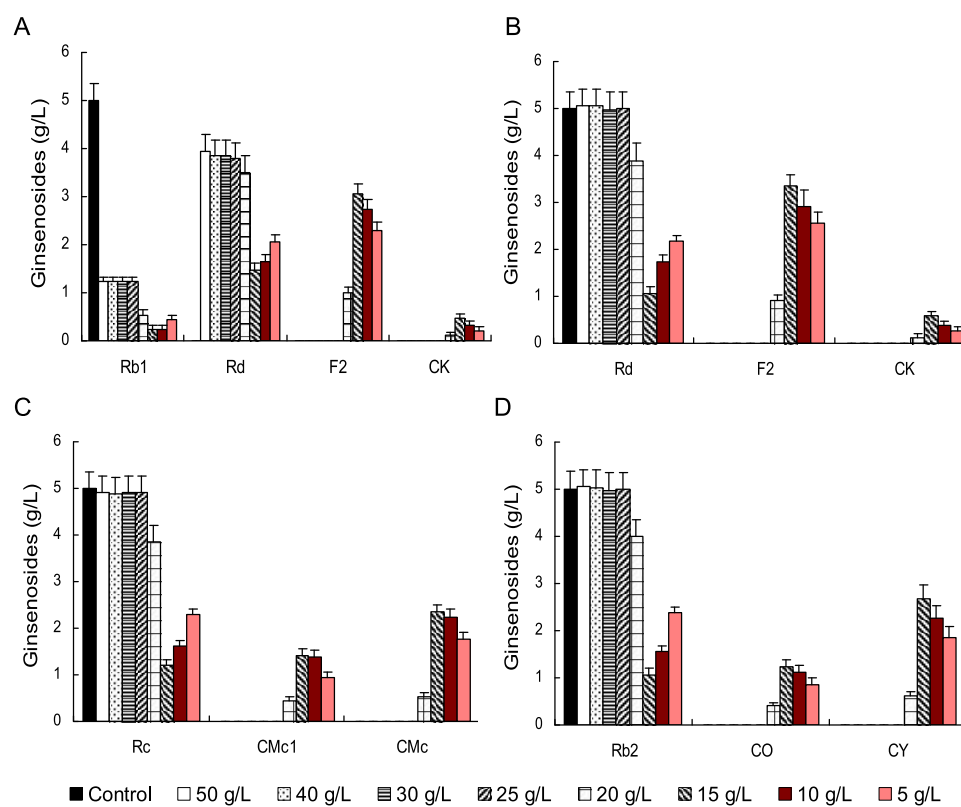 A
B
6
5
4
3
2
1
0
Ginsenosides (g/L)
Rb1 Rd F2 CK
6
5
4
3
2
1
0
Ginsenosides (g/L)
Rd F2 CK
C
D
6
5
4
3
2
1
0
Ginsenosides (g/L)
Rc CMc1 CMc
6
5
4
3
2
1
0
Ginsenosides (g/L)
Rb2 CO CY
Control 50 g/L 40 g/L 30 g/L 25 g/L 20 g/L 15 g/L 10 g/L 5 g/L